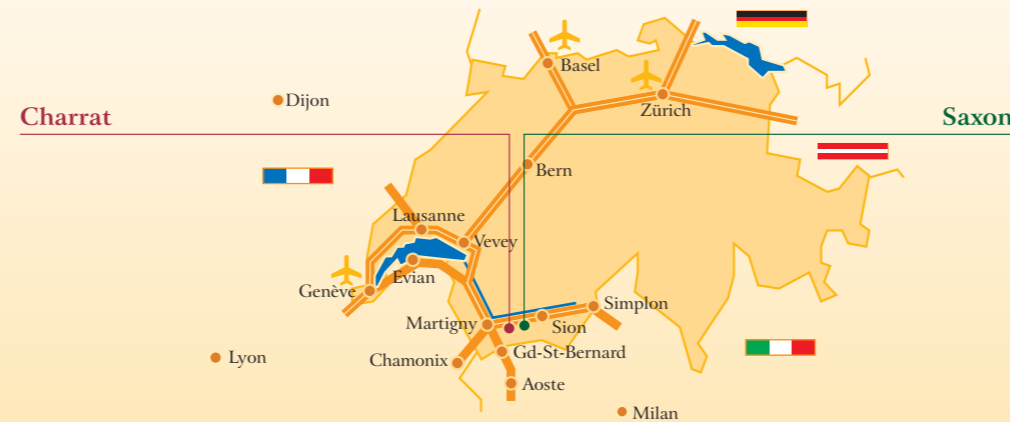 Basel
Dijon
Zürich
Charrat
Saxon
Bern
Lausanne
Vevey
Evian
Genève
Simplon
Martigny
Sion
Gd-St-Bernard
Lyon
Chamonix
Aoste
Milan